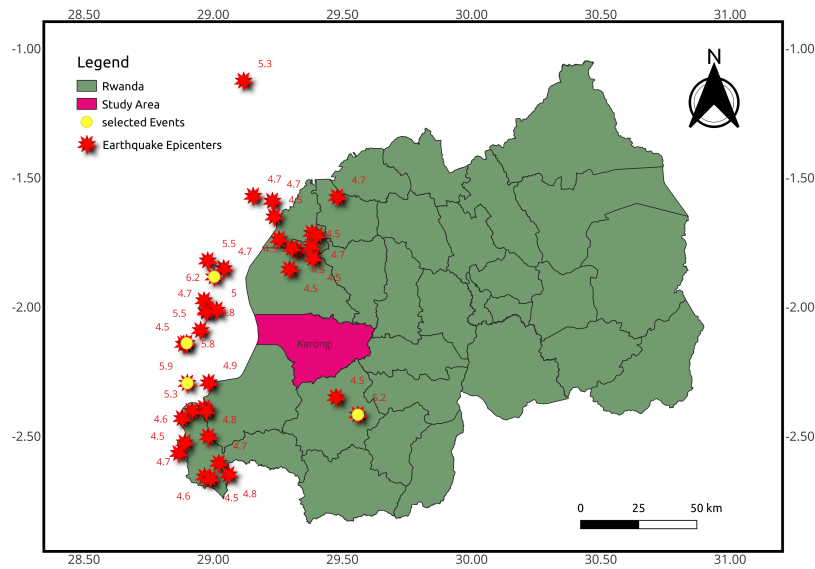 28.50 29.00 29.50 30.00 30.50 31.00
-1.00 -1.00
Legend
Rwanda
Study Area
selected Events
Earthquake Epicenters
5.3
N
-1.50 -1.50
4.7 4.7 4.7
4.5
4.5
5.5 4.7 4.7
6.2 4.5 4.5
4.7 5 4.5
-2.00 -2.00
5.5
4.5 5.8
Karongi
5.9 4.9
5.3 4.5
5.2
4.6 4.8
-2.50 4.5 -2.50
4.7 4.7
4.6 4.5 4.8
0 25 50 km
28.50 29.00 29.50 30.00 30.50 31.00